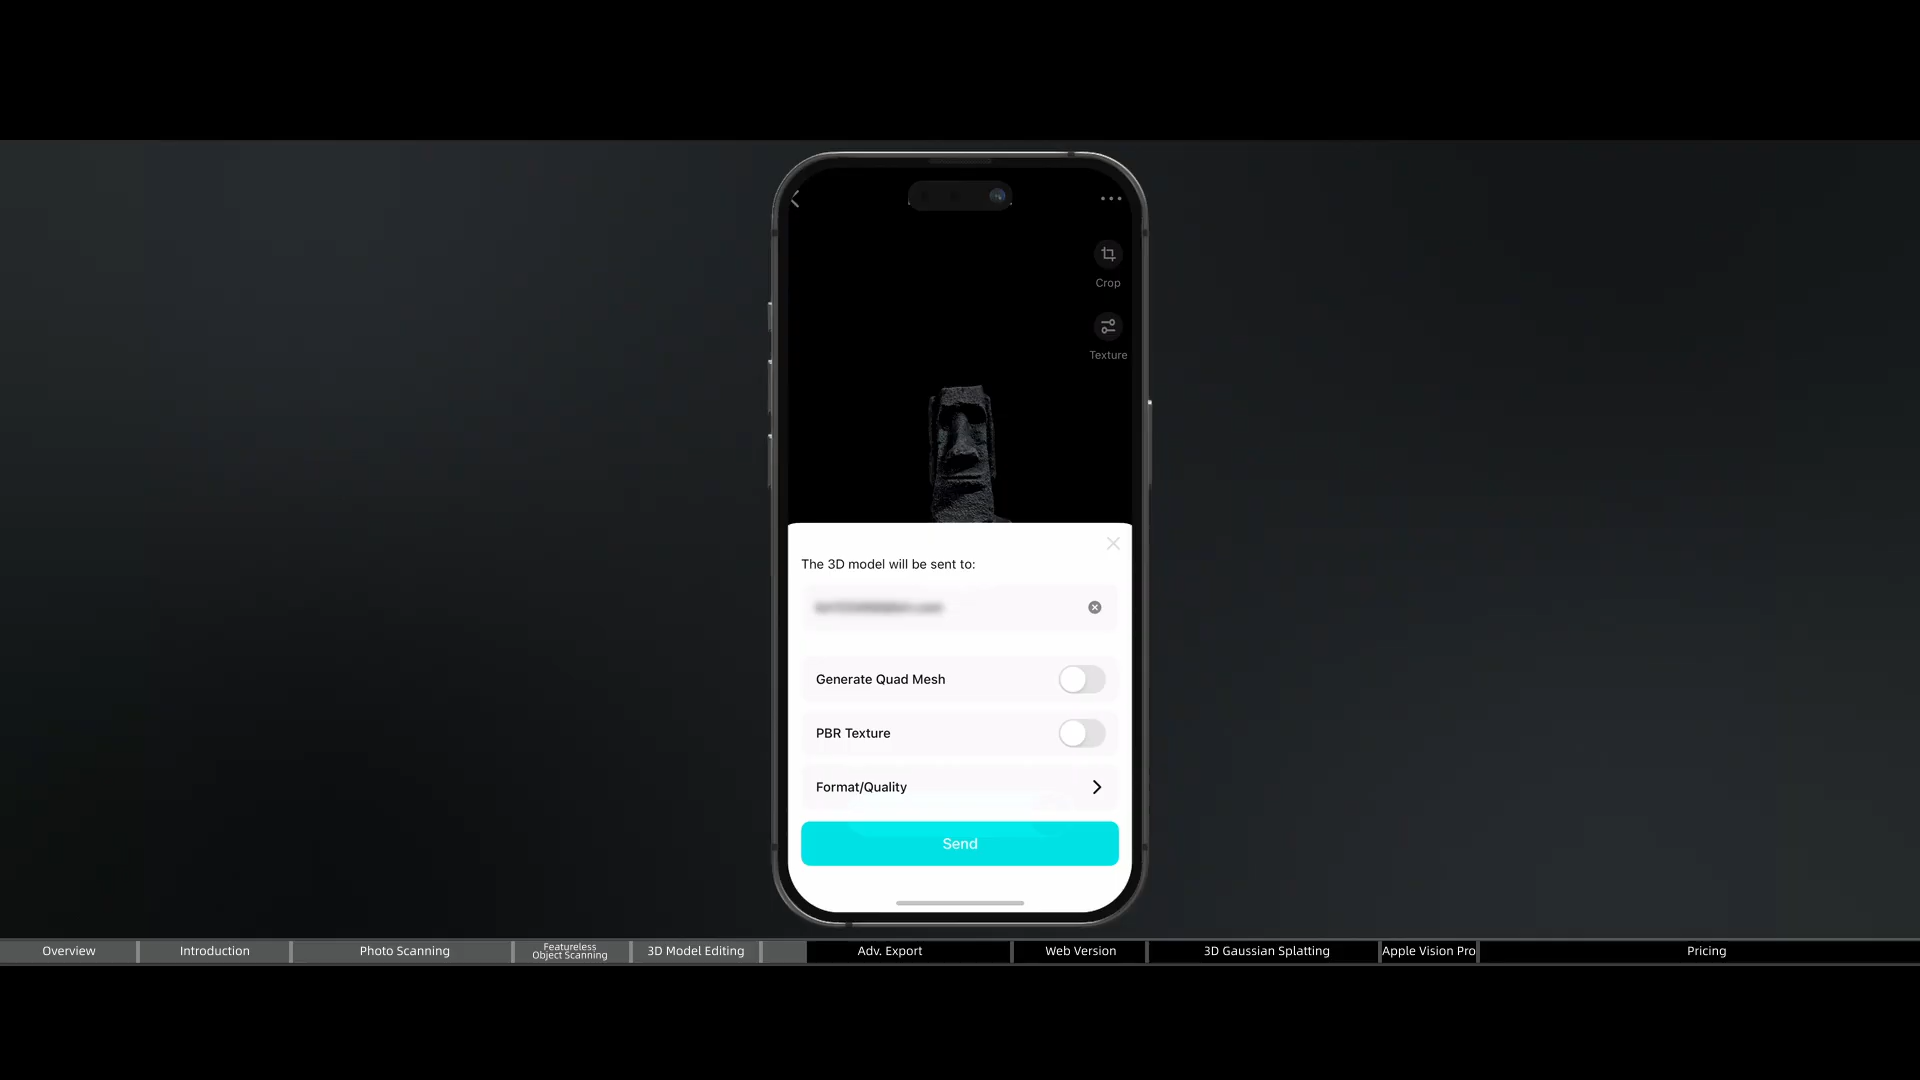 Crop
Texture
The 3D model will be sent to:
Generate Quad Mesh
PBR Texture
Format/Quality
Send
Overview
Introduction
Photo Scanning
Featureless
Object Scanning
3D Model Editing
Adv. Export
Web Version
3D Gaussian Splatting
Apple Vision Pro
Pricing